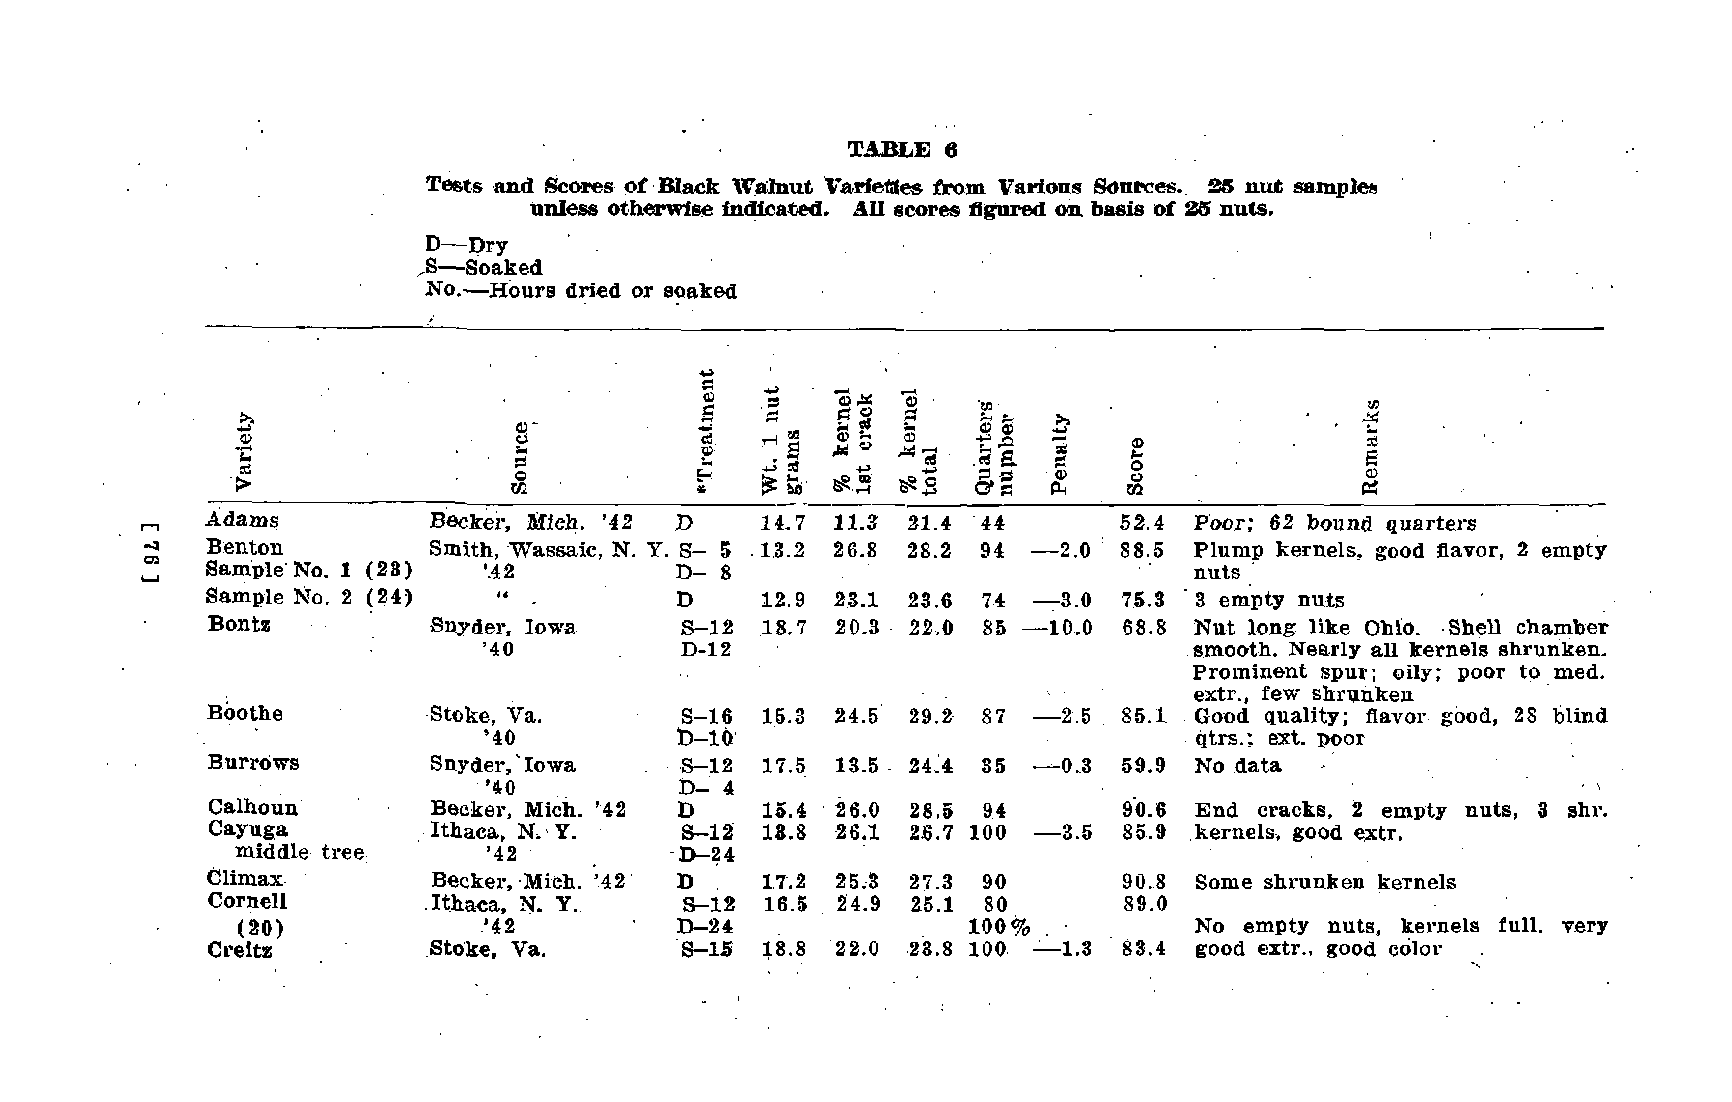 TABLE 6
Tests and Scores of Black Walnut Varieties from Various Sources. 25 nut samples
unless otherwise indicated. All scores figured on basis of 25 nuts.
D—Dry
S—Soaked
No.—Hours dried or soaked
Variety Source *Treatment Wt. 1 nut grams % kernel 1st crack % kernel total Quarters number Penalty Score Remarks
Adams Becker, Mich. '42 D 14.7 11.3 21.4 44 52.4 Poor; 62 bound quarters
Benton Smith, Wassaic, N. Y. S– 5 13.2 26.8 28.2 94 —2.0 88.5 Plump kernels, good flavor, 2 empty
Sample No. 1 (23) '42 D– 8 nuts
Sample No. 2 (24) " D 12.9 23.1 23.6 74 —3.0 75.3 3 empty nuts
Bontz Snyder, Iowa S–12 18.7 20.3 22.0 85 —10.0 68.8 Nut long like Ohio. Shell chamber
'40 D-12 smooth. Nearly all kernels shrunken.
Prominent spur; oily; poor to med.
extr., few shrunken
Boothe Stoke, Va. S–16 15.3 24.5 29.2 87 —2.5 85.1 Good quality; flavor good, 28 blind
'40 D–10 qtrs.; ext. poor
Burrows Snyder, Iowa S–12 17.5 13.5 24.4 35 —0.3 59.9 No data
'40 D– 4
Calhoun Becker, Mich. '42 D 15.4 26.0 28.5 94 90.6 End cracks, 2 empty nuts, 3 shr.
Cayuga Ithaca, N. Y. S–12 13.8 26.1 26.7 100 —3.5 85.9 kernels, good extr.
middle tree '42 D–24
Climax Becker, Mich. '42 D 17.2 25.3 27.3 90 90.8 Some shrunken kernels
Cornell Ithaca, N. Y. S–12 16.5 24.9 25.1 80 89.0
(20) '42 D–24 100% No empty nuts, kernels full, very
Creitz Stoke, Va. S–15 18.8 22.0 23.8 100 —1.3 83.4 good extr., good color
[ 76 ]